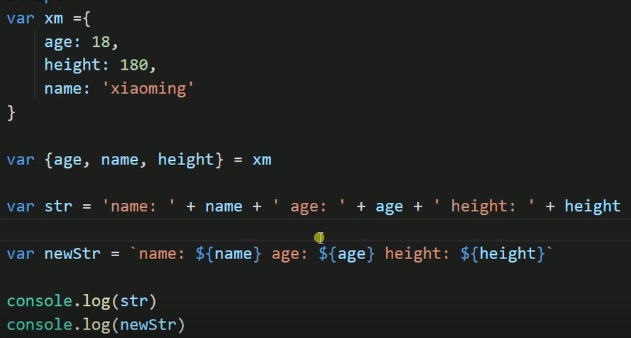 var xm ={
age: 18,
height: 180,
name: 'xiaoming'
}
var {age, name, height} = xm
var str = 'name: ' + name + ' age: ' + age + ' height: ' + height
var newStr = `name: ${name} age: ${age} height: ${height}`
console.log(str)
console.log(newStr)